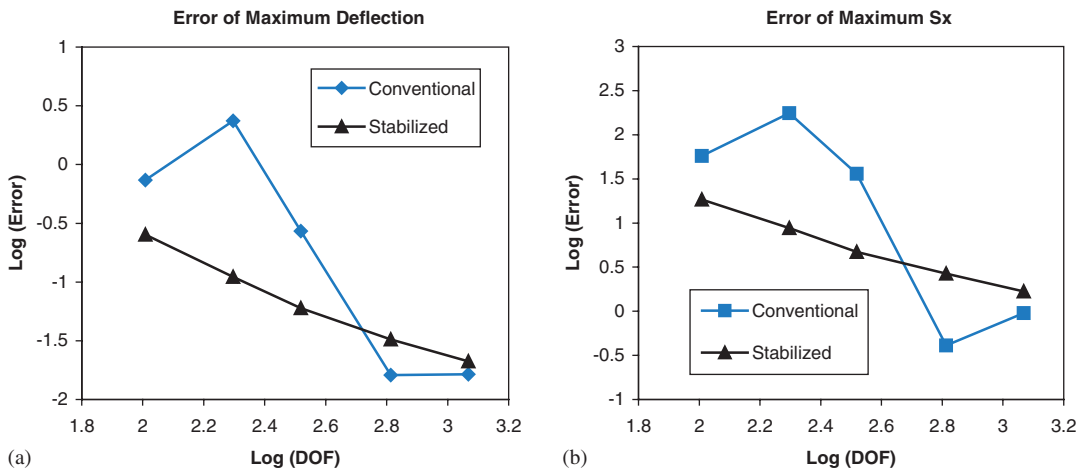 Error of Maximum Deflection
1
0.5
0
-0.5
-1
-1.5
-2
Log (Error)
1.8 2 2.2 2.4 2.6 2.8 3 3.2
Log (DOF)
Conventional
Stabilized
(a)
Error of Maximum Sx
3
2.5
2
1.5
1
0.5
0
-0.5
-1
Log (Error)
1.8 2 2.2 2.4 2.6 2.8 3 3.2
Log (DOF)
Conventional
Stabilized
(b)